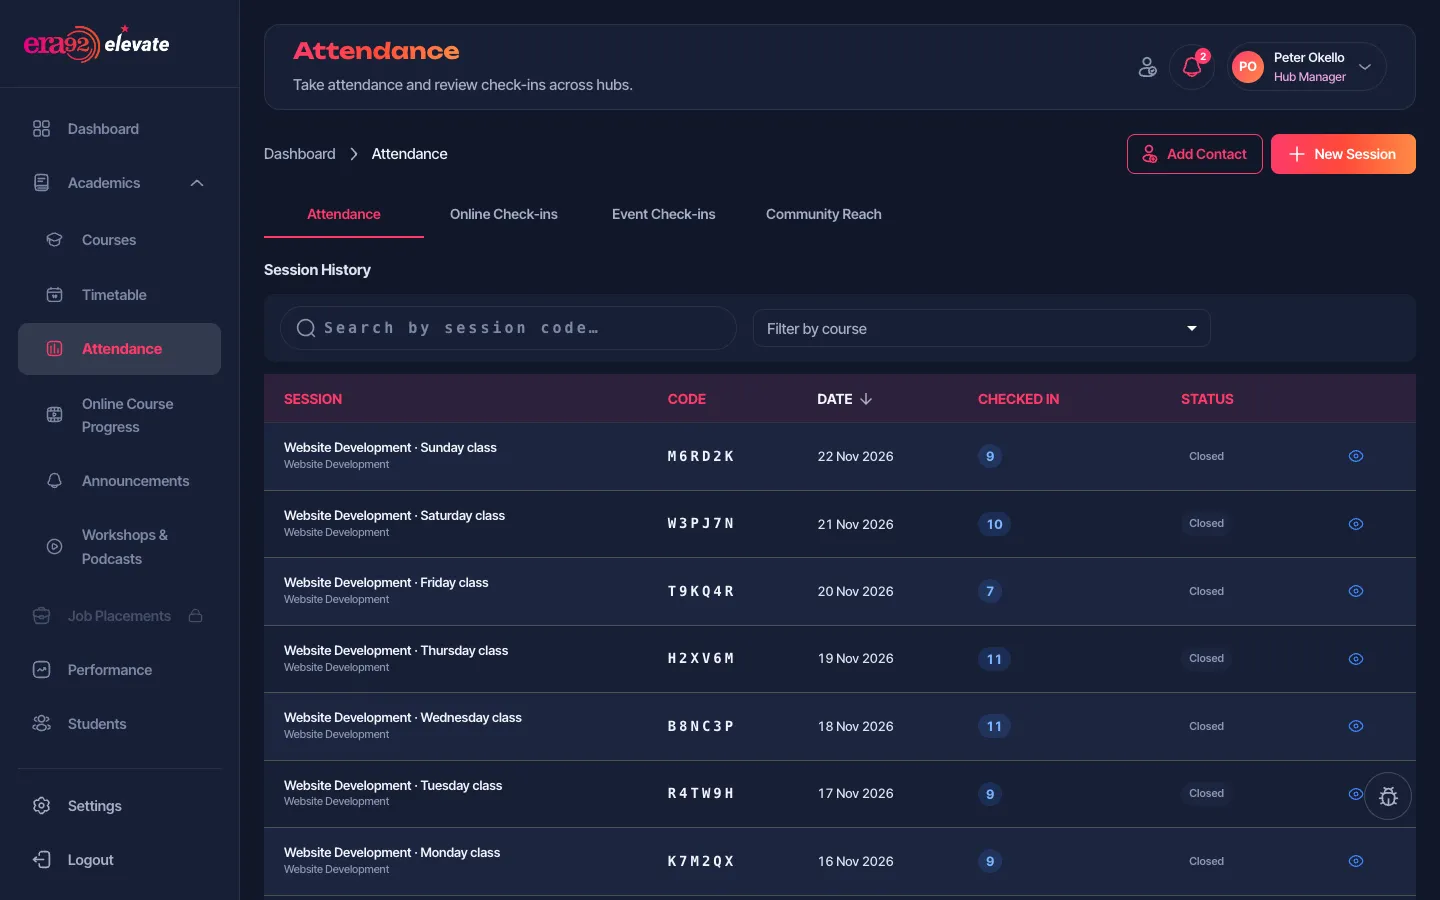 era92 elevate
Attendance
Take attendance and review check-ins across hubs.
2
PO
Peter Okello
Hub Manager
Dashboard
Academics
Courses
Timetable
Attendance
Online Course
Progress
Announcements
Workshops &
Podcasts
Job Placements
Performance
Students
Settings
Logout
Dashboard > Attendance
Add Contact
New Session
Attendance Online Check-ins Event Check-ins Community Reach
Session History
Search by session code…
Filter by course
SESSION CODE DATE ↓ CHECKED IN STATUS
Website Development · Sunday class
Website Development
M6RD2K 22 Nov 2026 9 Closed
Website Development · Saturday class
Website Development
W3PJ7N 21 Nov 2026 10 Closed
Website Development · Friday class
Website Development
T9KQ4R 20 Nov 2026 7 Closed
Website Development · Thursday class
Website Development
H2XV6M 19 Nov 2026 11 Closed
Website Development · Wednesday class
Website Development
B8NC3P 18 Nov 2026 11 Closed
Website Development · Tuesday class
Website Development
R4TW9H 17 Nov 2026 9 Closed
Website Development · Monday class
Website Development
K7M2QX 16 Nov 2026 9 Closed